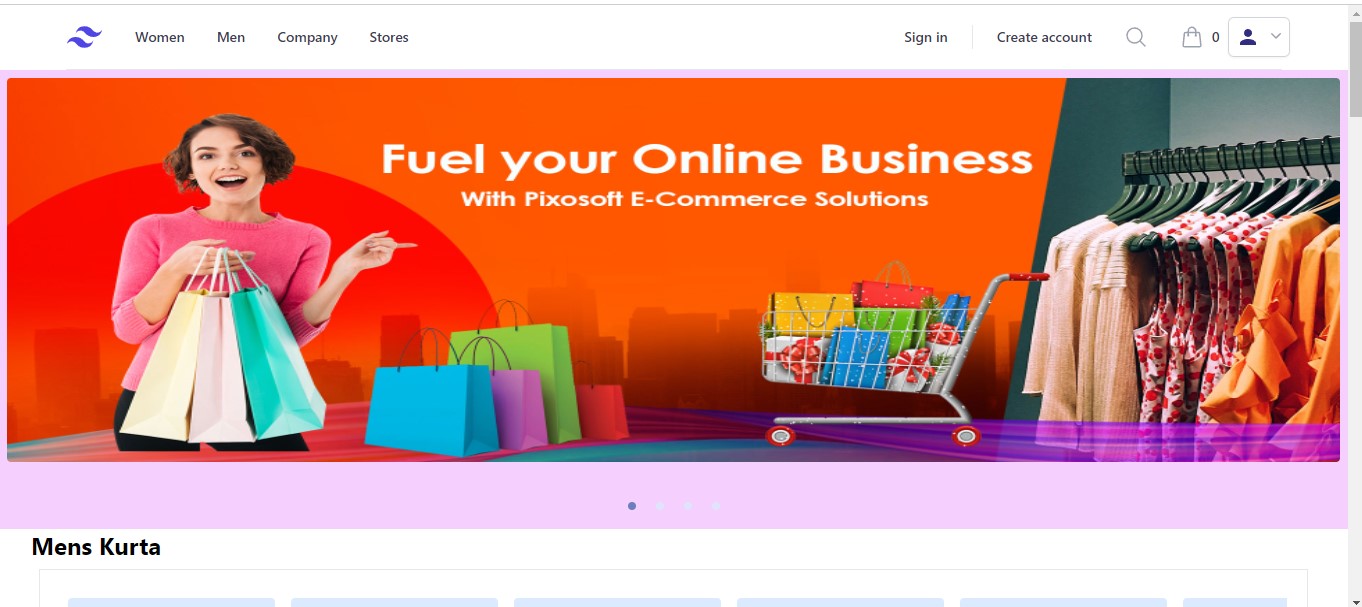 Women Men Company Stores Sign in Create account 0
Fuel your Online Business
With Pixosoft E-Commerce Solutions
Mens Kurta